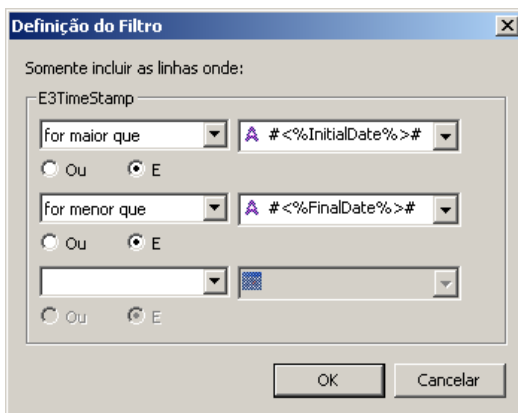 Definição do Filtro
Somente incluir as linhas onde:
E3TimeStamp
for maior que A #<%InitialDate%>#
Ou E
for menor que A #<%FinalDate%>#
Ou E
Ou E
OK Cancelar